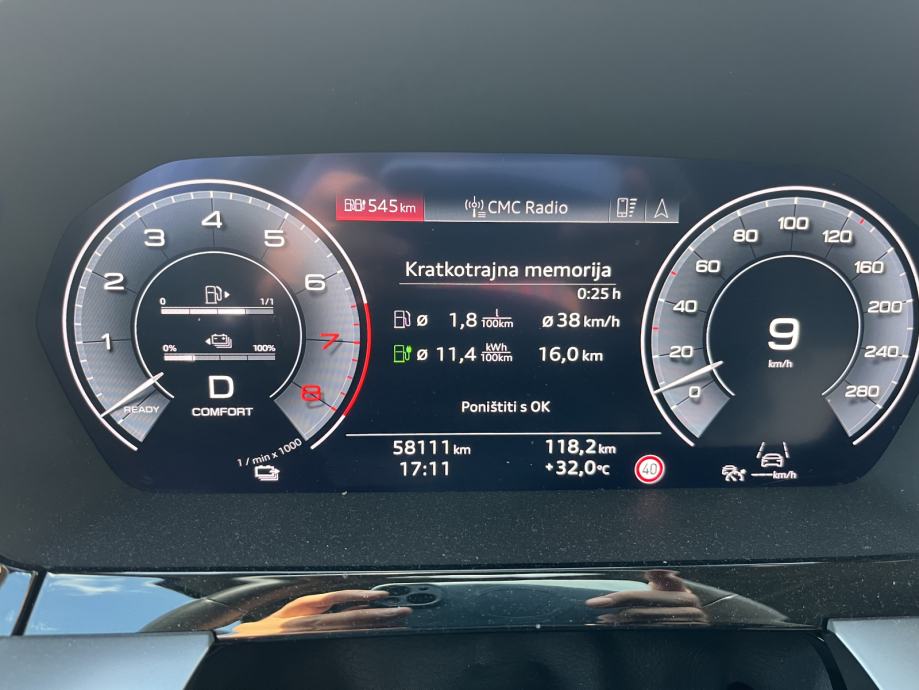 545 km
CMC Radio
1
2
3
4
5
6
7
8
0 1/1
0% 100%
D
COMFORT
READY
1 / min x 1000
Kratkotrajna memorija
0:25 h
ø 1,8 l/100km ø 38 km/h
ø 11,4 kWh/100km 16,0 km
Poništiti s OK
58111 km 118,2 km
17:11 +32,0°C
40
0
20
40
60
80
100
120
160
200
240
280
9
km/h
---km/h